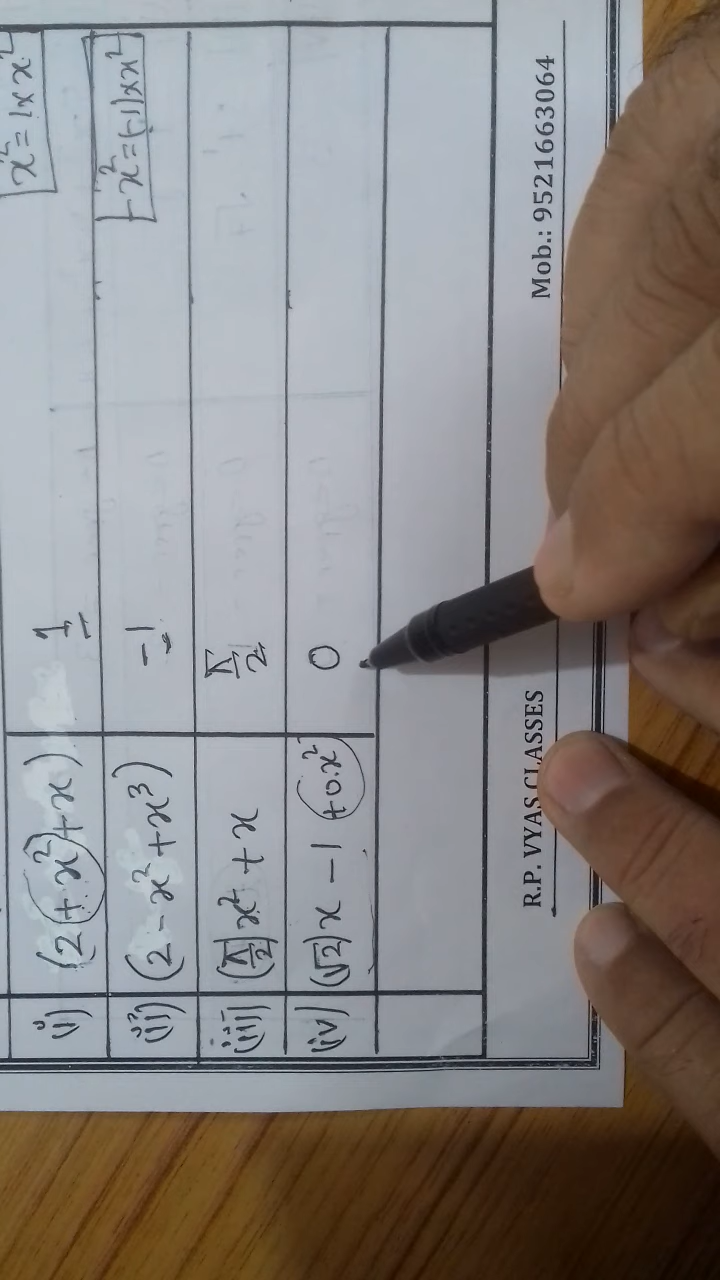 x² = 1×x²
(i) (2 + x² + x) 1
-x² = (-1)×x²
(ii) (2 - x² + x³) -1
(iii) (π/2)x² + x π/2
(iv) (√2)x - 1 + 0.x² 0
R.P. VYAS CLASSES Mob.: 9521663064